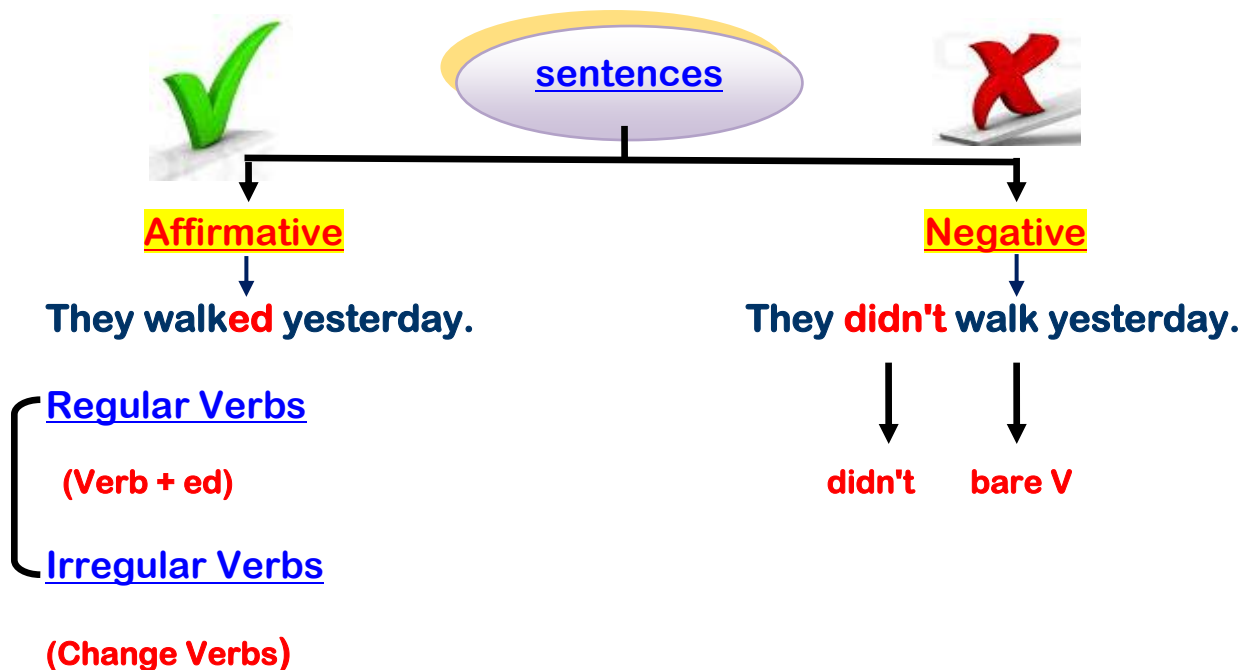 sentences
Affirmative
Negative
They walked yesterday.
They didn't walk yesterday.
Regular Verbs
(Verb + ed)
didn't
bare V
Irregular Verbs
(Change Verbs)